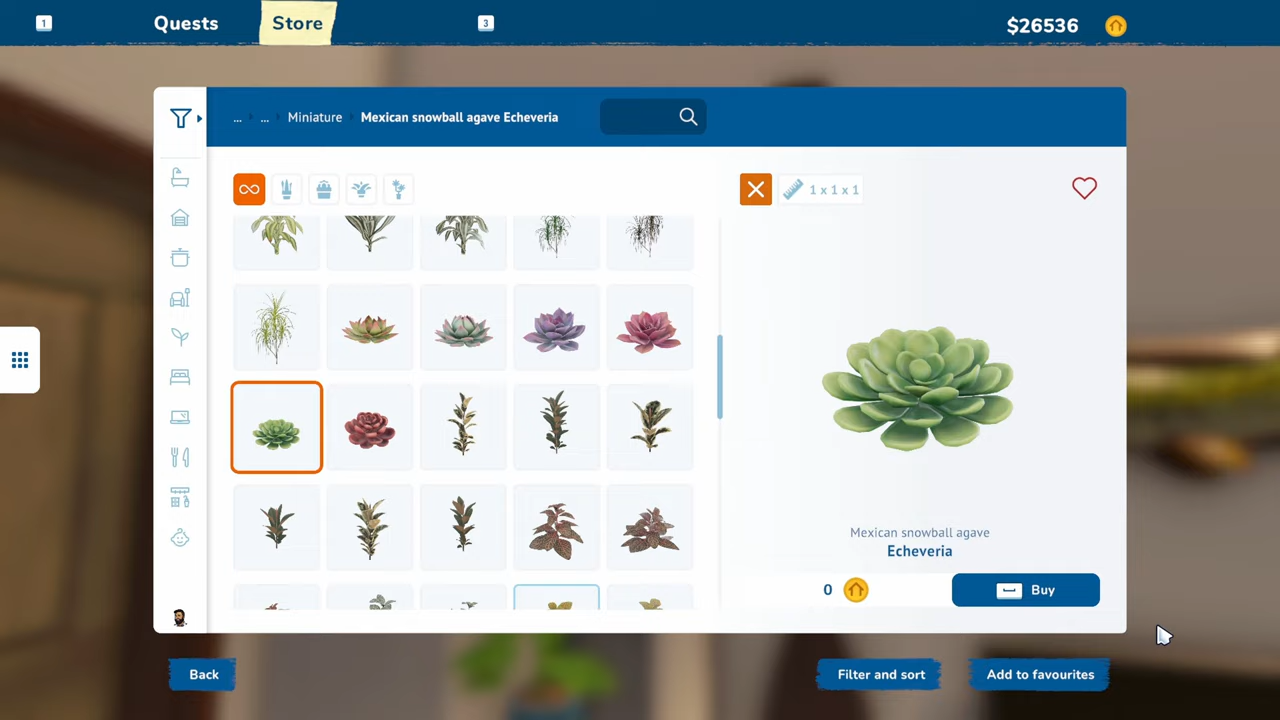 1
Quests
Store
3
$26536
... ... Miniature Mexican snowball agave Echeveria
1 x 1 x 1
Mexican snowball agave
Echeveria
0
Buy
Back
Filter and sort
Add to favourites